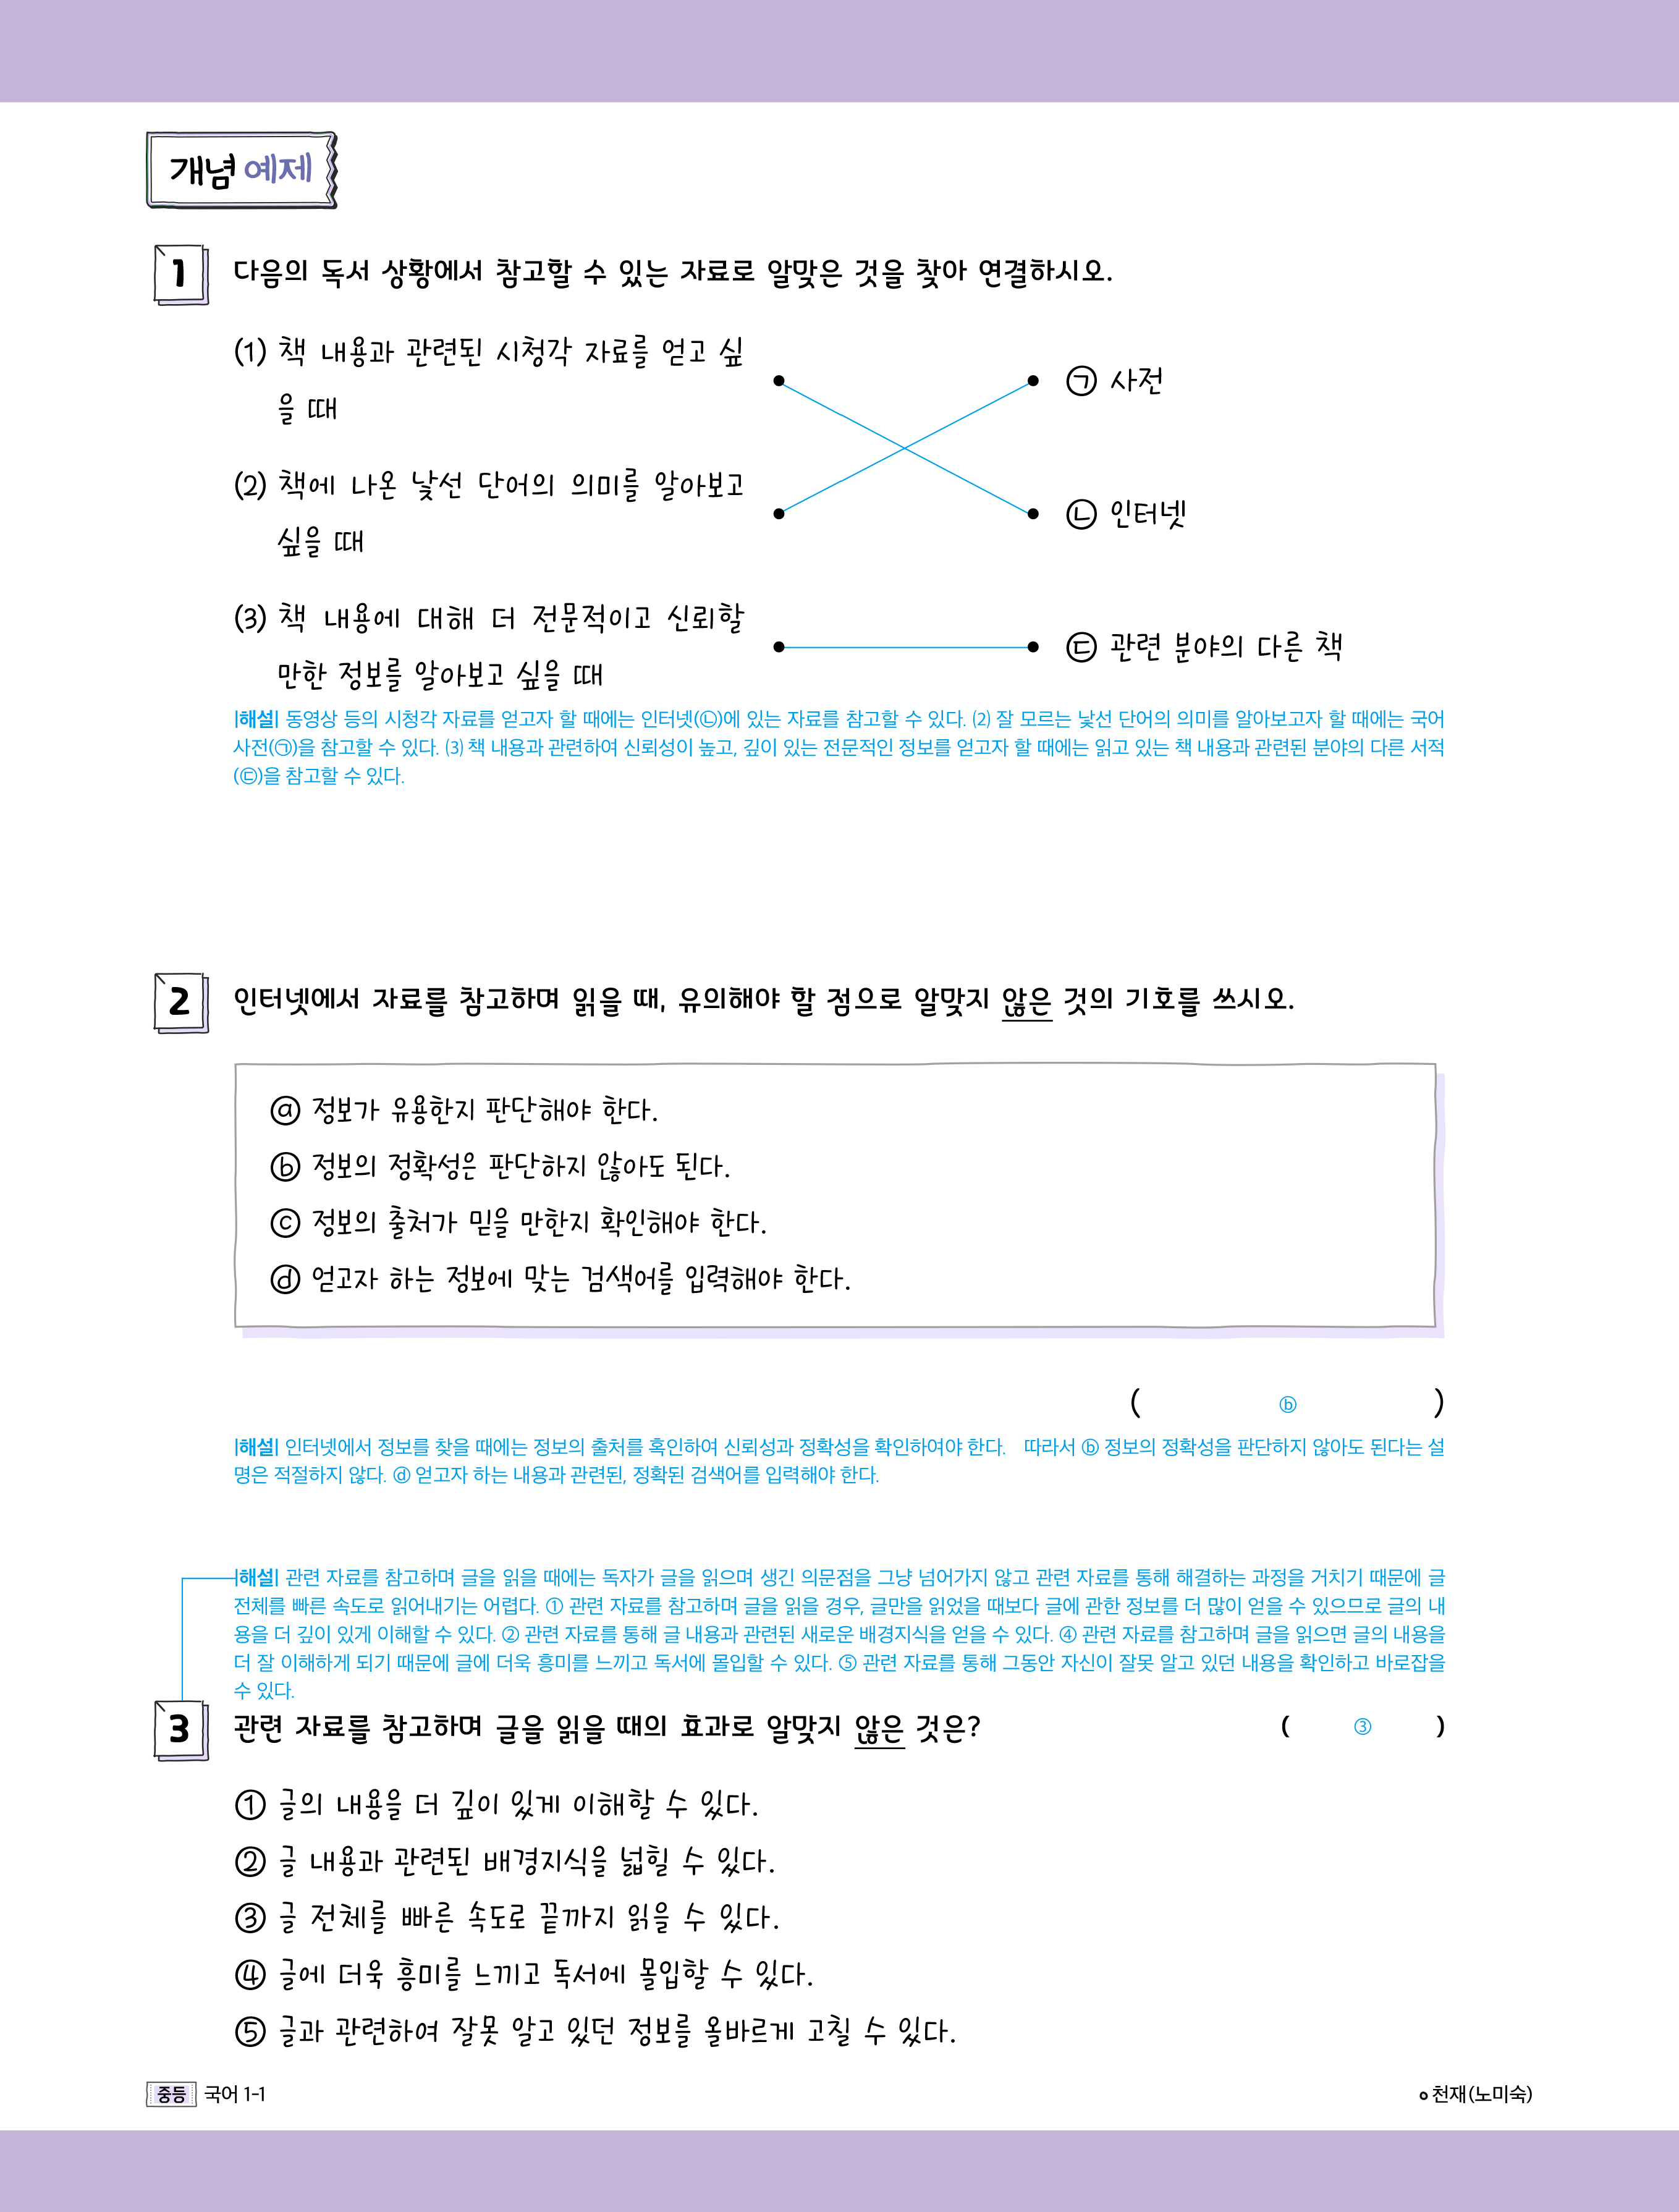 개념 예제
1 다음의 독서 상황에서 참고할 수 있는 자료로 알맞은 것을 찾아 연결하시오.
(1) 책 내용과 관련된 시청각 자료를 얻고 싶
을 때
㉠ 사전
(2) 책에 나온 낯선 단어의 의미를 알아보고
싶을 때
㉡ 인터넷
(3) 책 내용에 대해 더 전문적이고 신뢰할
만한 정보를 알아보고 싶을 때
㉢ 관련 분야의 다른 책
|해설| 동영상 등의 시청각 자료를 얻고자 할 때에는 인터넷(㉡)에 있는 자료를 참고할 수 있다. ⑵ 잘 모르는 낯선 단어의 의미를 알아보고자 할 때에는 국어
사전(㉠)을 참고할 수 있다. ⑶ 책 내용과 관련하여 신뢰성이 높고, 깊이 있는 전문적인 정보를 얻고자 할 때에는 읽고 있는 책 내용과 관련된 분야의 다른 서적
(㉢)을 참고할 수 있다.
2 인터넷에서 자료를 참고하며 읽을 때, 유의해야 할 점으로 알맞지 않은 것의 기호를 쓰시오.
ⓐ 정보가 유용한지 판단해야 한다.
ⓑ 정보의 정확성은 판단하지 않아도 된다.
ⓒ 정보의 출처가 믿을 만한지 확인해야 한다.
ⓓ 얻고자 하는 정보에 맞는 검색어를 입력해야 한다.
( ⓑ )
|해설| 인터넷에서 정보를 찾을 때에는 정보의 출처를 혹인하여 신뢰성과 정확성을 확인하여야 한다. 따라서 ⓑ 정보의 정확성을 판단하지 않아도 된다는 설
명은 적절하지 않다. ⓓ 얻고자 하는 내용과 관련된, 정확된 검색어를 입력해야 한다.
|해설| 관련 자료를 참고하며 글을 읽을 때에는 독자가 글을 읽으며 생긴 의문점을 그냥 넘어가지 않고 관련 자료를 통해 해결하는 과정을 거치기 때문에 글
전체를 빠른 속도로 읽어내기는 어렵다. ① 관련 자료를 참고하며 글을 읽을 경우, 글만을 읽었을 때보다 글에 관한 정보를 더 많이 얻을 수 있으므로 글의 내
용을 더 깊이 있게 이해할 수 있다. ② 관련 자료를 통해 글 내용과 관련된 새로운 배경지식을 얻을 수 있다. ④ 관련 자료를 참고하며 글을 읽으면 글의 내용을
더 잘 이해하게 되기 때문에 글에 더욱 흥미를 느끼고 독서에 몰입할 수 있다. ⑤ 관련 자료를 통해 그동안 자신이 잘못 알고 있던 내용을 확인하고 바로잡을
수 있다.
3 관련 자료를 참고하며 글을 읽을 때의 효과로 알맞지 않은 것은? ( ③ )
① 글의 내용을 더 깊이 있게 이해할 수 있다.
② 글 내용과 관련된 배경지식을 넓힐 수 있다.
③ 글 전체를 빠른 속도로 끝까지 읽을 수 있다.
④ 글에 더욱 흥미를 느끼고 독서에 몰입할 수 있다.
⑤ 글과 관련하여 잘못 알고 있던 정보를 올바르게 고칠 수 있다.
중등 국어 1-1
천재(노미숙)